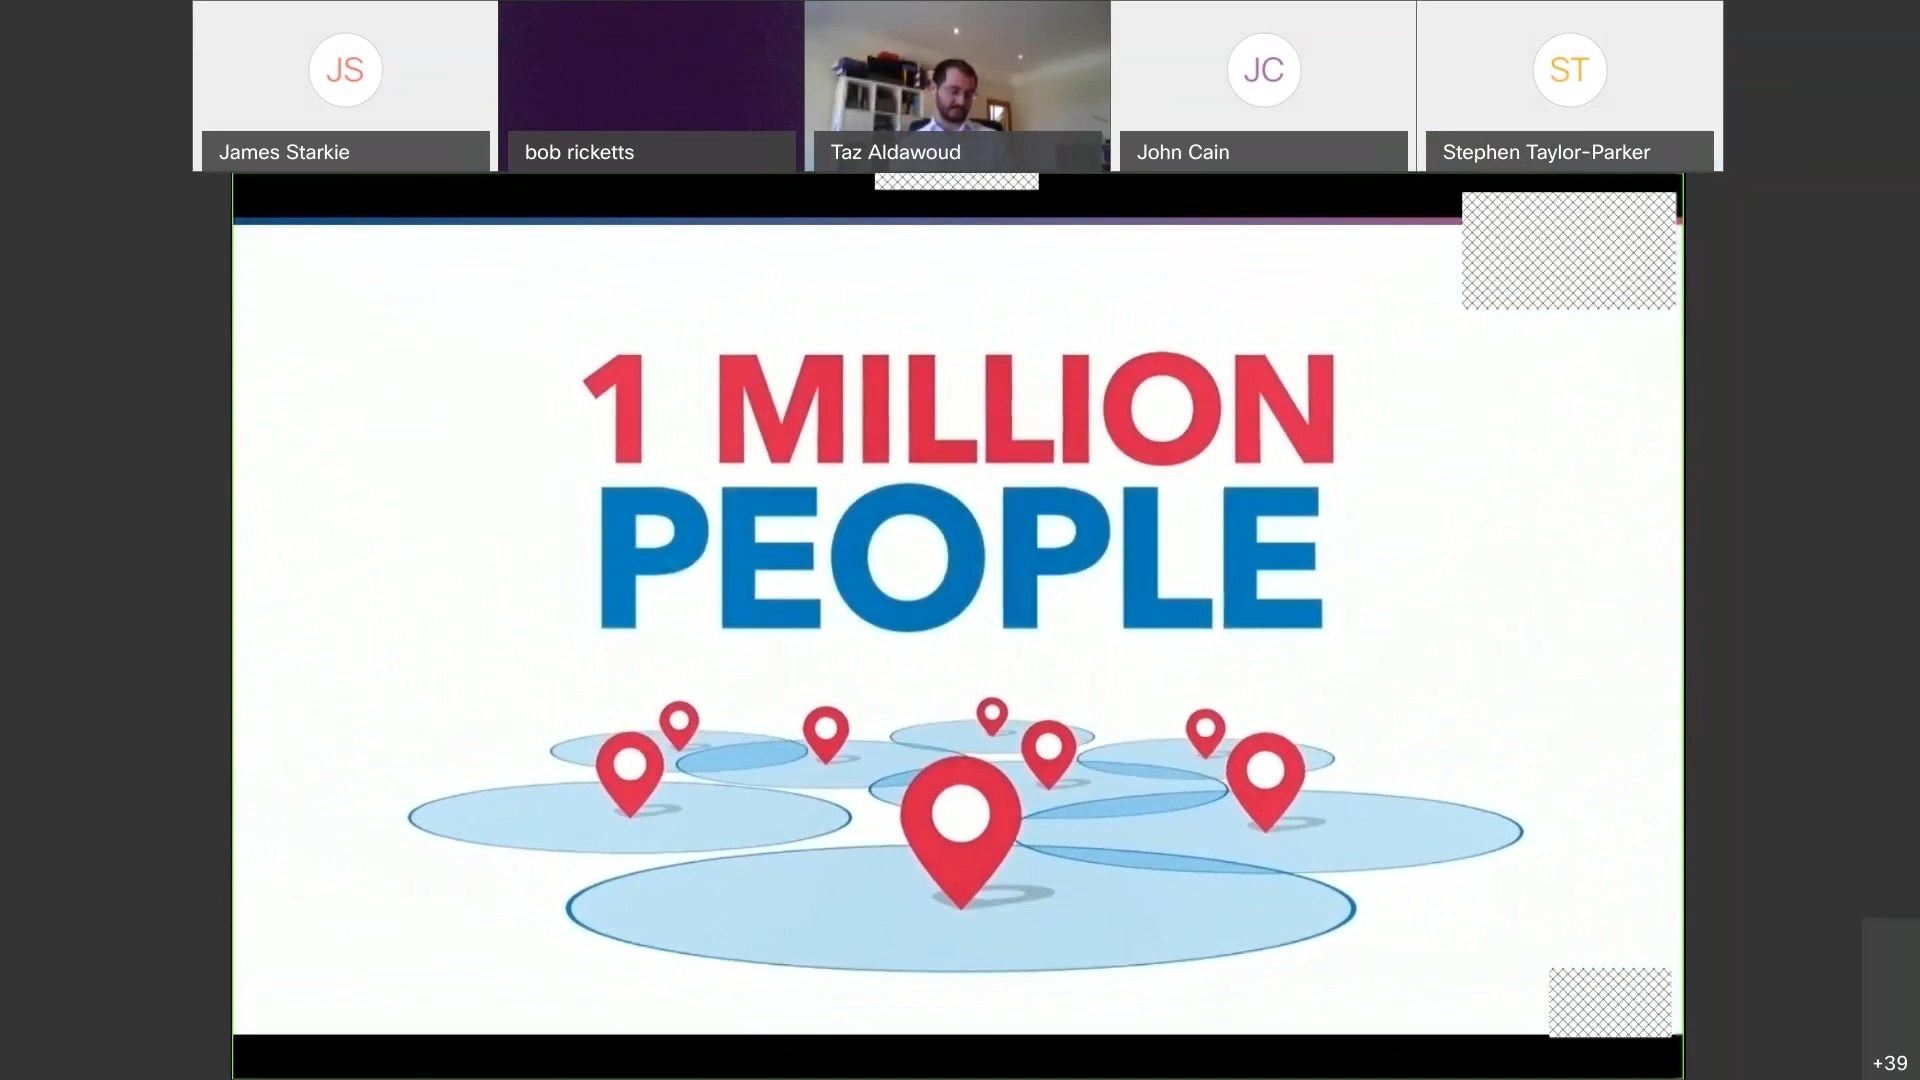 JS
James Starkie
bob ricketts
Taz Aldawoud
JC
John Cain
ST
Stephen Taylor-Parker
1 MILLION
PEOPLE
+39